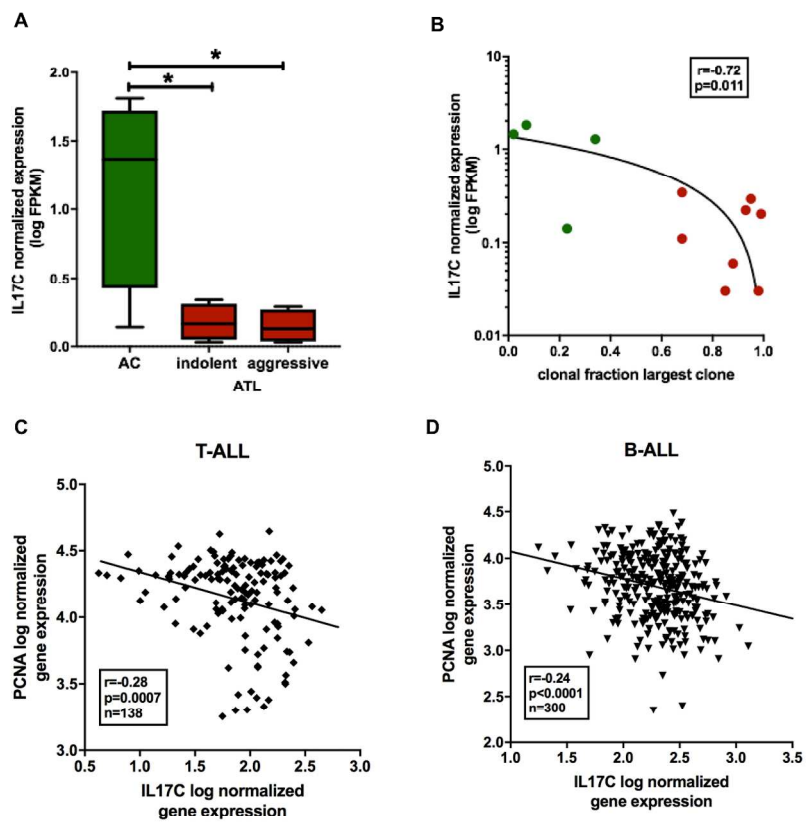 A
*
*
IL17C normalized expression
(log FPKM)
2.0
1.5
1.0
0.5
0.0
AC
indolent
aggressive
ATL
B
IL17C normalized expression
(log FPKM)
10
1
0.1
0.01
r=-0.72
p=0.011
0.0
0.2
0.4
0.6
0.8
1.0
clonal fraction largest clone
C
T-ALL
PCNA log normalized
gene expression
5.0
4.5
4.0
3.5
3.0
r=-0.28
p=0.0007
n=138
0.5
1.0
1.5
2.0
2.5
3.0
IL17C log normalized
gene expression
D
B-ALL
PCNA log normalized
gene expression
5.0
4.5
4.0
3.5
3.0
2.5
2.0
r=-0.24
p<0.0001
n=300
1.0
1.5
2.0
2.5
3.0
3.5
IL17C log normalized
gene expression